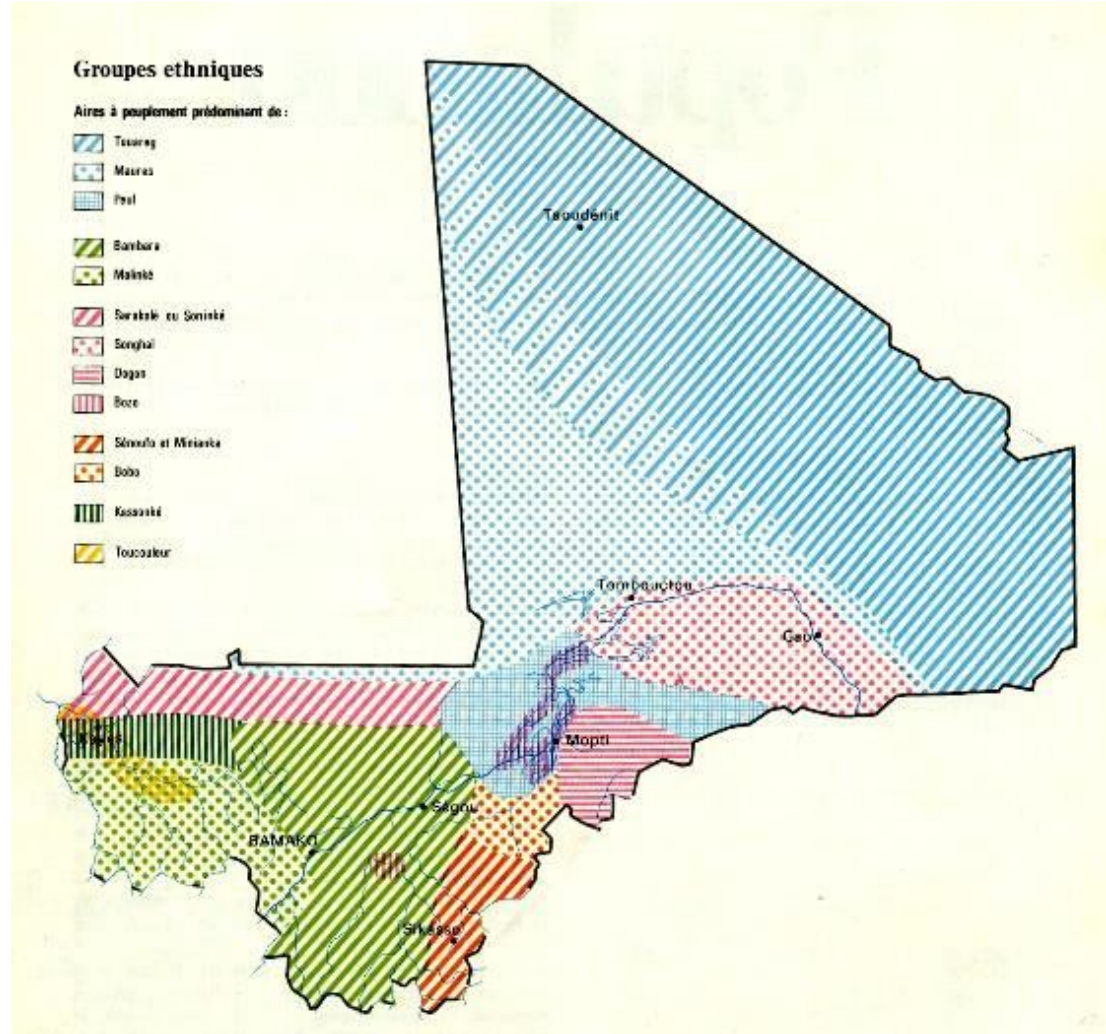 Groupes ethniques
Aires à peuplement prédominant de :
Touareg
Maures
Peul
Bambara
Malinké
Sarakolé ou Soninké
Songhaï
Dogon
Bozo
Sénoufo et Minianka
Bobo
Kassonké
Toucouleur
Taoudénit
Tombouctou
Gao
Kayes
Mopti
Ségou
BAMAKO
Sikasso